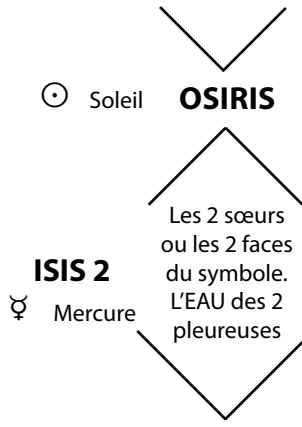 ☉ Soleil OSIRIS
Les 2 sœurs
ou les 2 faces
du symbole.
L'EAU des 2
pleureuses
ISIS 2
☿ Mercure